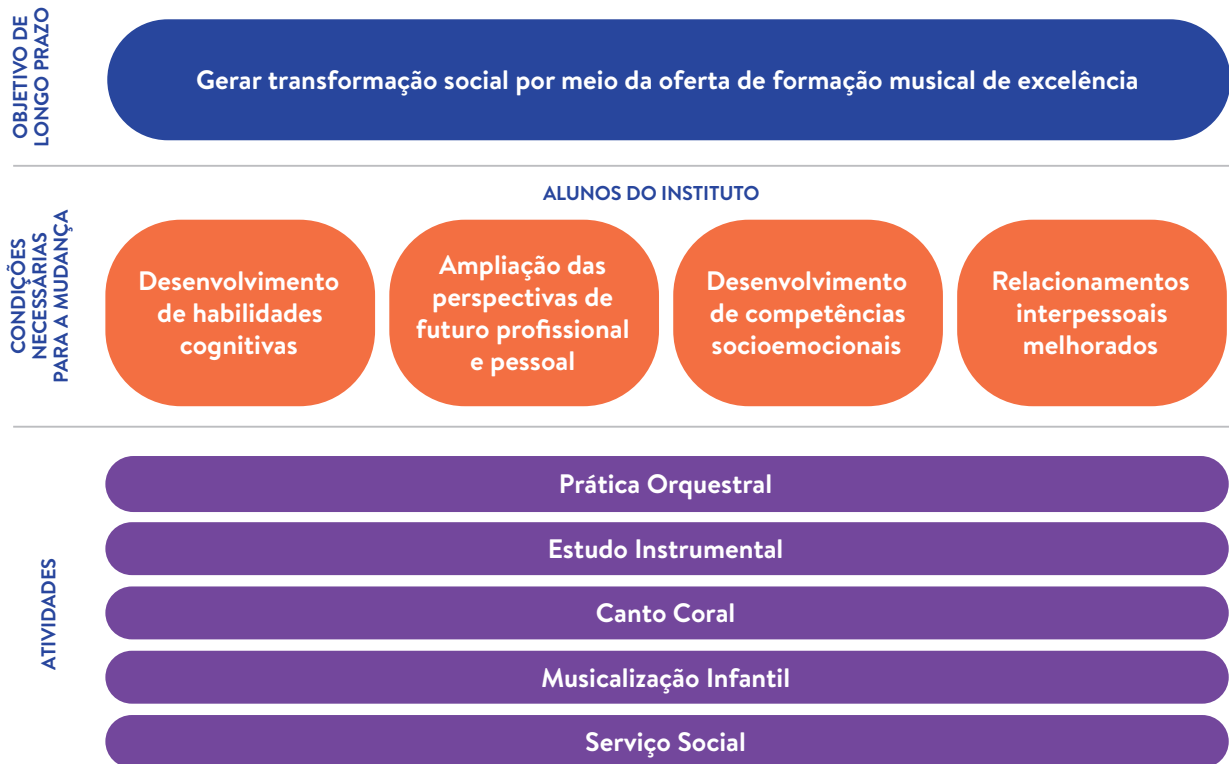 OBJETIVO DE
LONGO PRAZO
Gerar transformação social por meio da oferta de formação musical de excelência
CONDIÇÕES
NECESSÁRIAS
PARA A MUDANÇA
ALUNOS DO INSTITUTO
Desenvolvimento
de habilidades
cognitivas
Ampliação das
perspectivas de
futuro profissional
e pessoal
Desenvolvimento
de competências
socioemocionais
Relacionamentos
interpessoais
melhorados
ATIVIDADES
Prática Orquestral
Estudo Instrumental
Canto Coral
Musicalização Infantil
Serviço Social